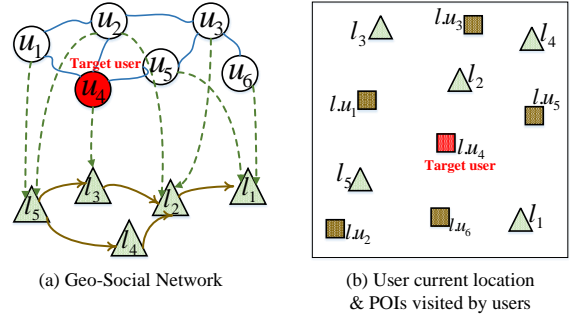 u1
u2
u3
Target user
u4
u5
u6
l5
l3
l4
l2
l1
(a) Geo-Social Network
l3
l.u3
l4
l2
l.u1
l.u5
l.u4
Target user
l5
l.u2
l.u6
l1
(b) User current location
& POIs visited by users